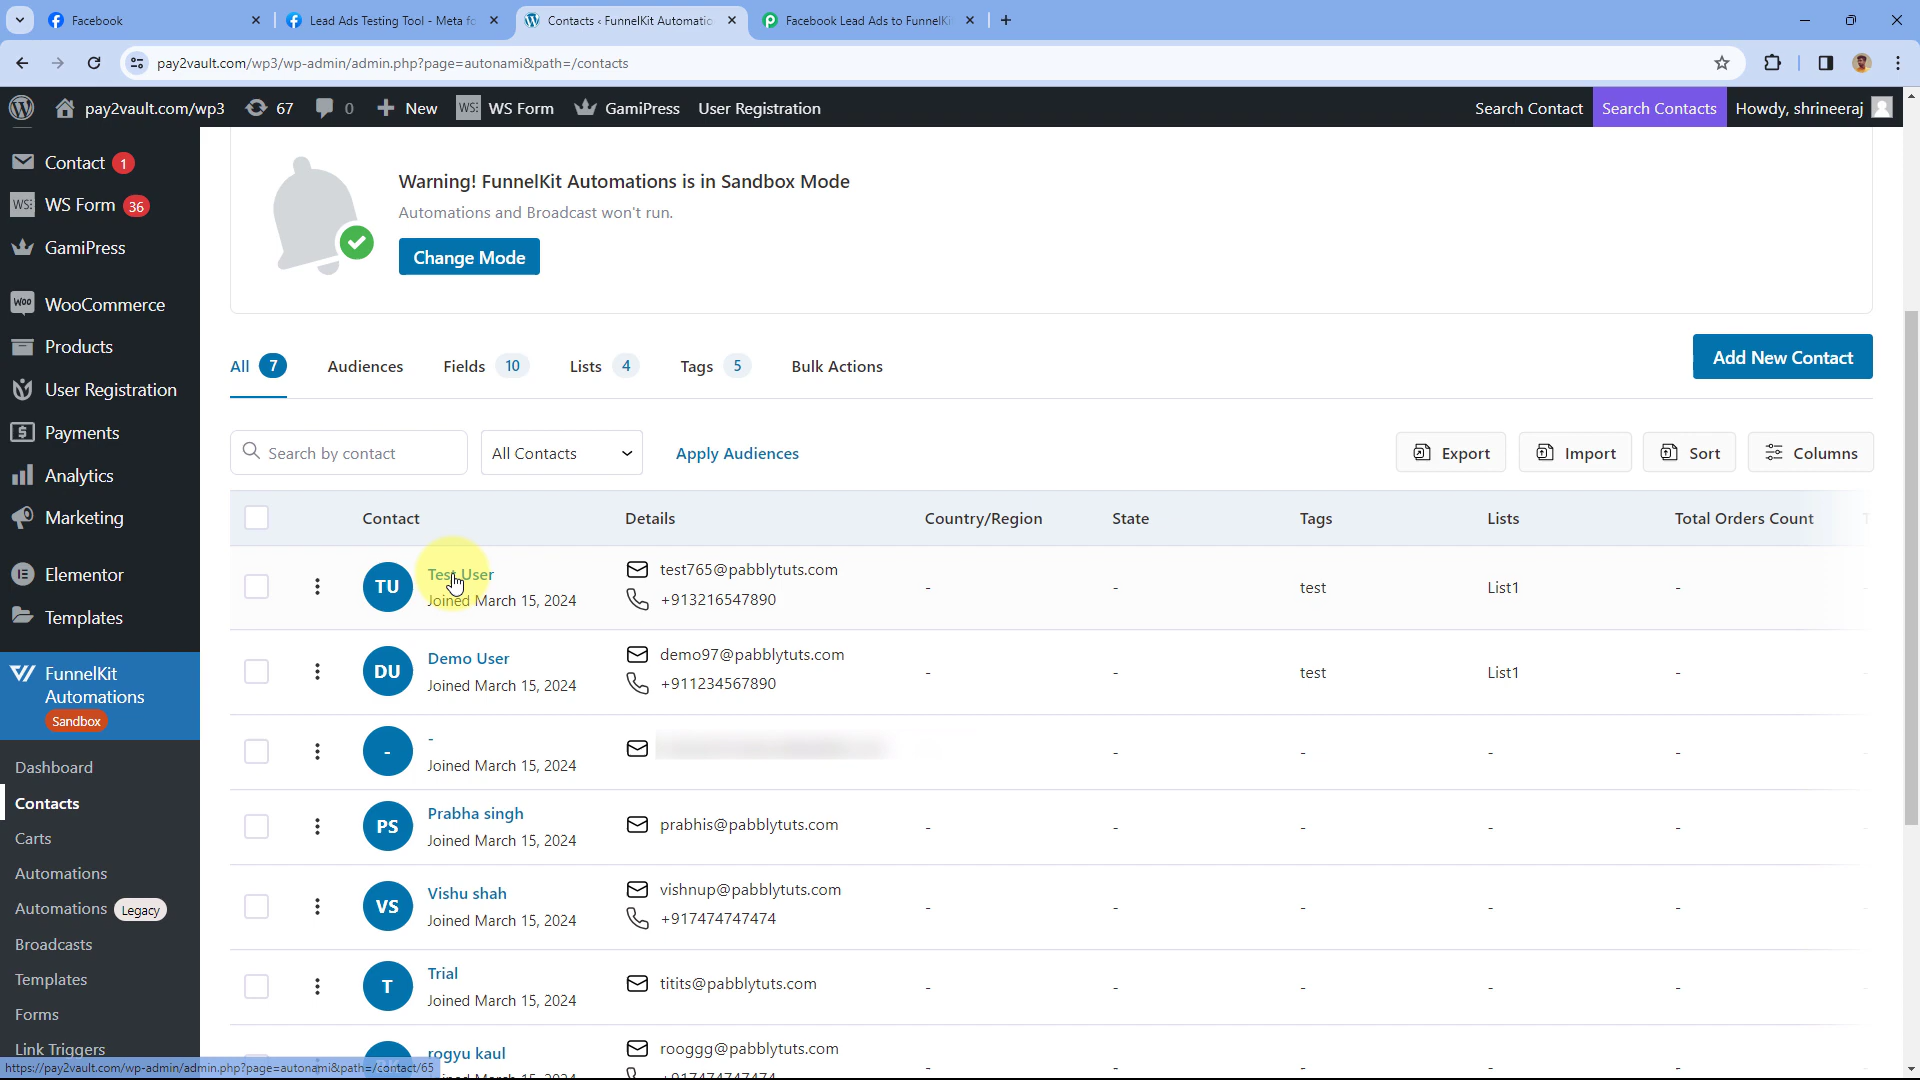 Facebook
Lead Ads Testing Tool - Meta fo
Contacts ‹ FunnelKit Automatio
Facebook Lead Ads to FunnelKi
pay2vault.com/wp3/wp-admin/admin.php?page=autonami&path=/contacts
pay2vault.com/wp3
67
0
New
WS Form
GamiPress
User Registration
Search Contact
Search Contacts
Howdy, shrineeraj
Contact 1
WS Form 36
GamiPress
WooCommerce
Products
User Registration
Payments
Analytics
Marketing
Elementor
Templates
FunnelKit
Automations
Sandbox
Dashboard
Contacts
Carts
Automations
Automations Legacy
Broadcasts
Templates
Forms
Link Triggers
https://pay2vault.com/wp-admin/admin.php?page=autonami&path=/contact/65
Warning! FunnelKit Automations is in Sandbox Mode
Automations and Broadcast won't run.
Change Mode
All 7
Audiences
Fields 10
Lists 4
Tags 5
Bulk Actions
Add New Contact
Search by contact
All Contacts
Apply Audiences
Export
Import
Sort
Columns
Contact Details Country/Region State Tags Lists Total Orders Count
TU Test User test765@pabblytuts.com - - test List1 -
Joined March 15, 2024 +913216547890
DU Demo User demo97@pabblytuts.com - - test List1 -
Joined March 15, 2024 +911234567890
- - - - - -
Joined March 15, 2024
PS Prabha singh prabhis@pabblytuts.com - - - - -
Joined March 15, 2024
VS Vishu shah vishnup@pabblytuts.com - - - - -
Joined March 15, 2024 +917474747474
T Trial titits@pabblytuts.com - - - - -
Joined March 15, 2024
rogyu kaul rooggg@pabblytuts.com - - - - -
Joined March 15, 2024 +917474747474